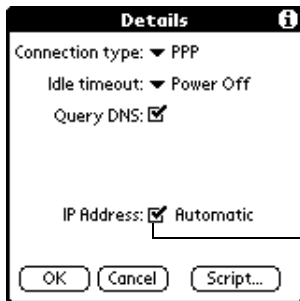 Details
Connection type: PPP
Idle timeout: Power Off
Query DNS:
IP Address: Automatic
OK Cancel Script...